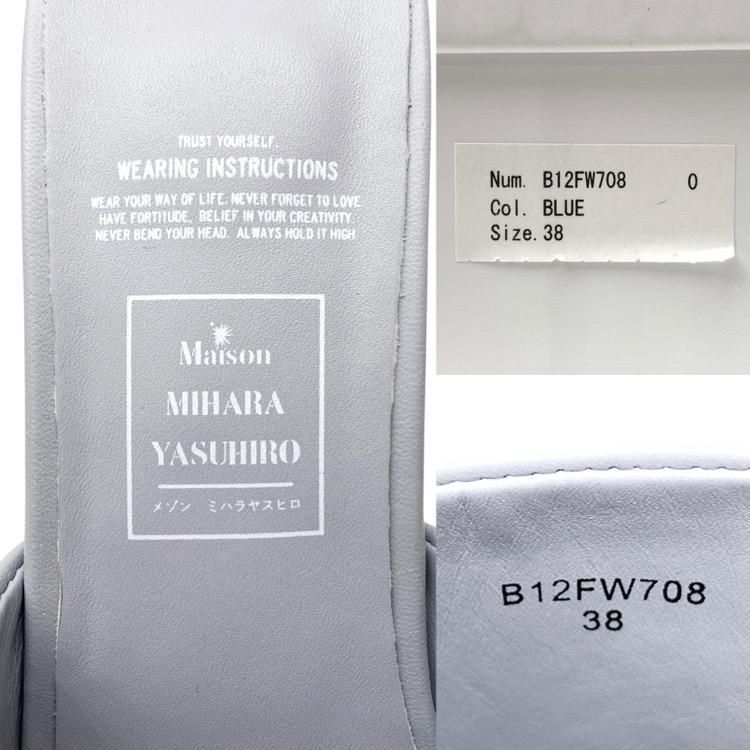 TRUST YOURSELF.
WEARING INSTRUCTIONS
WEAR YOUR WAY OF LIFE. NEVER FORGET TO LOVE.
HAVE FORTITUDE. BELIEF IN YOUR CREATIVITY.
NEVER BEND YOUR HEAD. ALWAYS HOLD IT HIGH.
Maison
MIHARA
YASUHIRO
メゾン ミハラヤスヒロ
Num. B12FW708 0
Col. BLUE
Size. 38
B12FW708
38